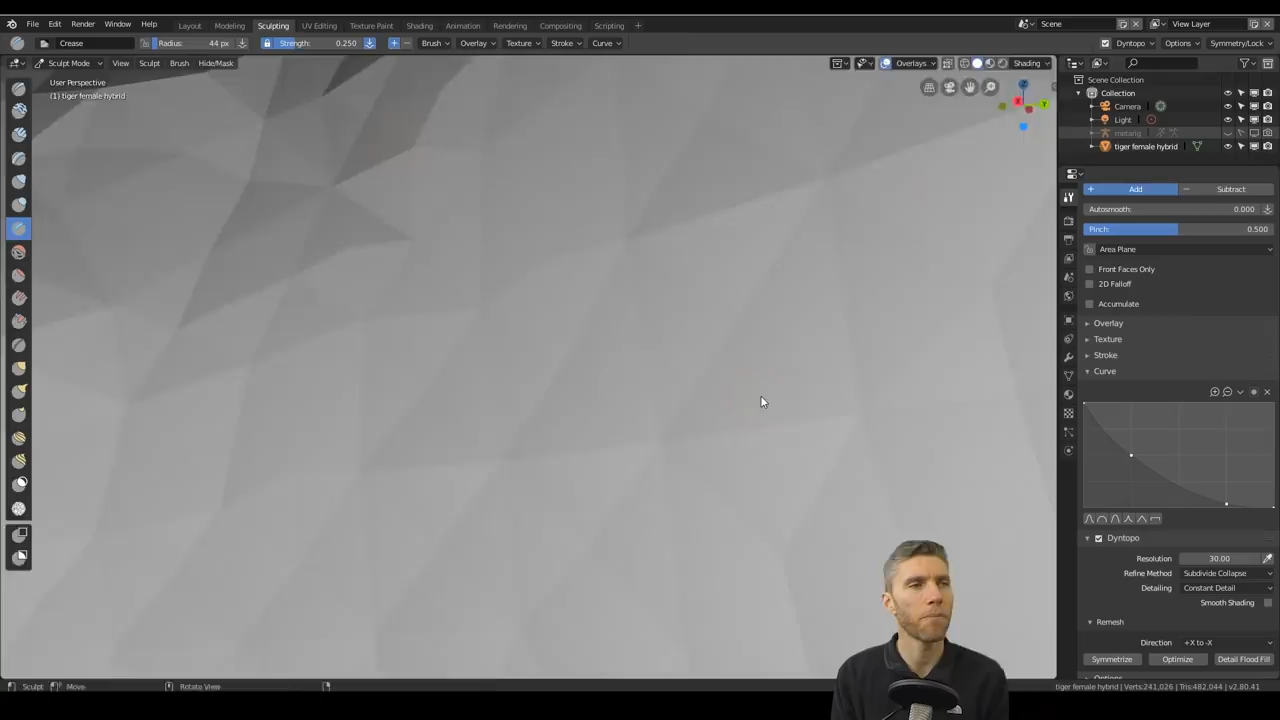 File Edit Render Window Help Layout Modeling Sculpting UV Editing Texture Paint Shading Animation Rendering Compositing Scripting + Scene View Layer
Crease Radius: 44 px Strength: 0.250 Brush Overlay Texture Stroke Curve Dyntopo Options Symmetry/Lock
Sculpt Mode View Sculpt Brush Hide/Mask Overlays Shading
User Perspective
(1) tiger female hybrid
Scene Collection
Collection
Camera
Light
metarig
tiger female hybrid
Add Subtract
Autosmooth: 0.000
Pinch: 0.500
Area Plane
Front Faces Only
2D Falloff
Accumulate
Overlay
Texture
Stroke
Curve
Dyntopo
Resolution 30.00
Refine Method Subdivide Collapse
Detailing Constant Detail
Smooth Shading
Remesh
Direction +X to -X
Symmetrize Optimize Detail Flood Fill
Sculpt Move Rotate View tiger female hybrid | Verts:241,026 | Tris:482,044 | v2.80.41